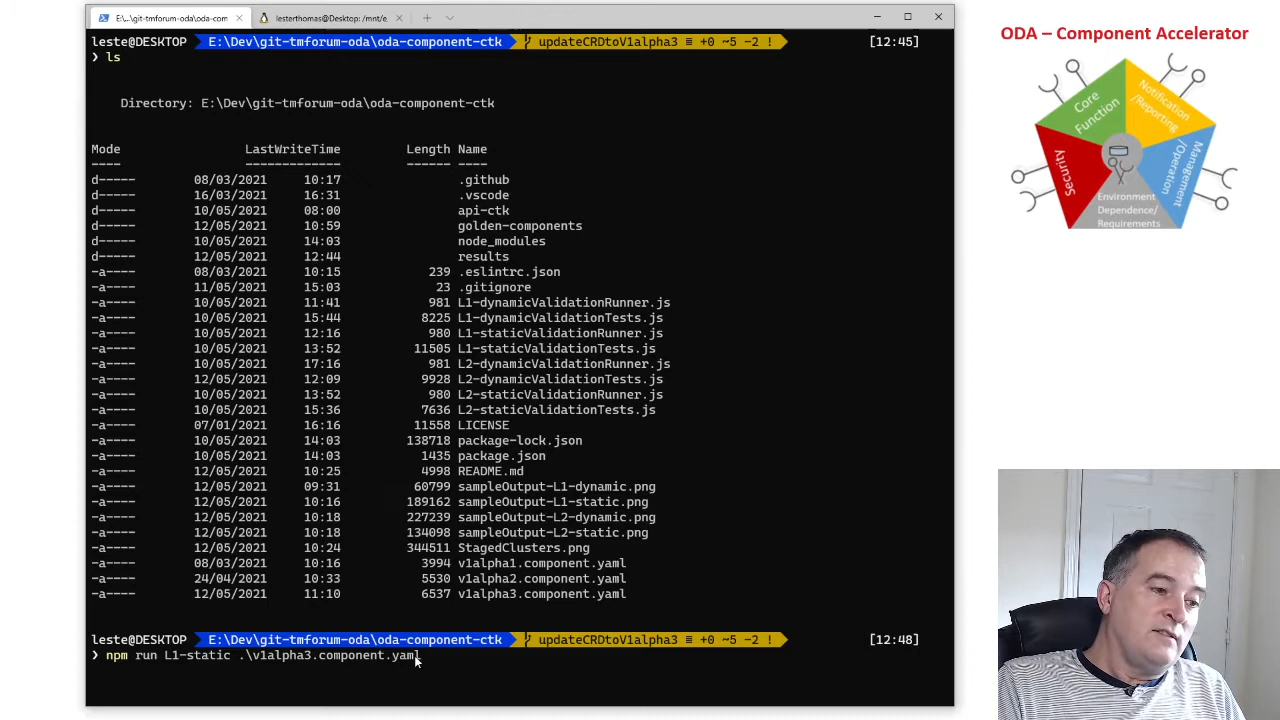 E:\...\git-tmforum-oda\oda-com
lesterthomas@Desktop: /mnt/e
ODA – Component Accelerator
leste@DESKTOP E:\Dev\git-tmforum-oda\oda-component-ctk updateCRDtoV1alpha3 ≡ +0 ~5 -2 ! [12:45]
❯ ls
Directory: E:\Dev\git-tmforum-oda\oda-component-ctk
Mode LastWriteTime Length Name
---- ------------- ------ ----
d----- 08/03/2021 10:17 .github
d----- 16/03/2021 16:31 .vscode
d----- 10/05/2021 08:00 api-ctk
d----- 12/05/2021 10:59 golden-components
d----- 10/05/2021 14:03 node_modules
d----- 12/05/2021 12:44 results
-a---- 08/03/2021 10:15 239 .eslintrc.json
-a---- 11/05/2021 15:03 23 .gitignore
-a---- 10/05/2021 11:41 981 L1-dynamicValidationRunner.js
-a---- 10/05/2021 15:44 8225 L1-dynamicValidationTests.js
-a---- 10/05/2021 12:16 980 L1-staticValidationRunner.js
-a---- 10/05/2021 13:52 11505 L1-staticValidationTests.js
-a---- 10/05/2021 17:16 981 L2-dynamicValidationRunner.js
-a---- 12/05/2021 12:09 9928 L2-dynamicValidationTests.js
-a---- 10/05/2021 13:52 980 L2-staticValidationRunner.js
-a---- 10/05/2021 15:36 7636 L2-staticValidationTests.js
-a---- 07/01/2021 16:16 11558 LICENSE
-a---- 10/05/2021 14:03 138718 package-lock.json
-a---- 10/05/2021 14:03 1435 package.json
-a---- 12/05/2021 10:25 4998 README.md
-a---- 12/05/2021 09:31 60799 sampleOutput-L1-dynamic.png
-a---- 12/05/2021 10:16 189162 sampleOutput-L1-static.png
-a---- 12/05/2021 10:18 227239 sampleOutput-L2-dynamic.png
-a---- 12/05/2021 10:18 134098 sampleOutput-L2-static.png
-a---- 12/05/2021 10:24 344511 StagedClusters.png
-a---- 08/03/2021 10:16 3994 v1alpha1.component.yaml
-a---- 24/04/2021 10:33 5530 v1alpha2.component.yaml
-a---- 12/05/2021 11:10 6537 v1alpha3.component.yaml
leste@DESKTOP E:\Dev\git-tmforum-oda\oda-component-ctk updateCRDtoV1alpha3 ≡ +0 ~5 -2 ! [12:48]
❯ npm run L1-static .\v1alpha3.component.yaml
Core
Function
Notification
/Reporting
Security
Management
/Operation
Environment
Dependence/
Requirements